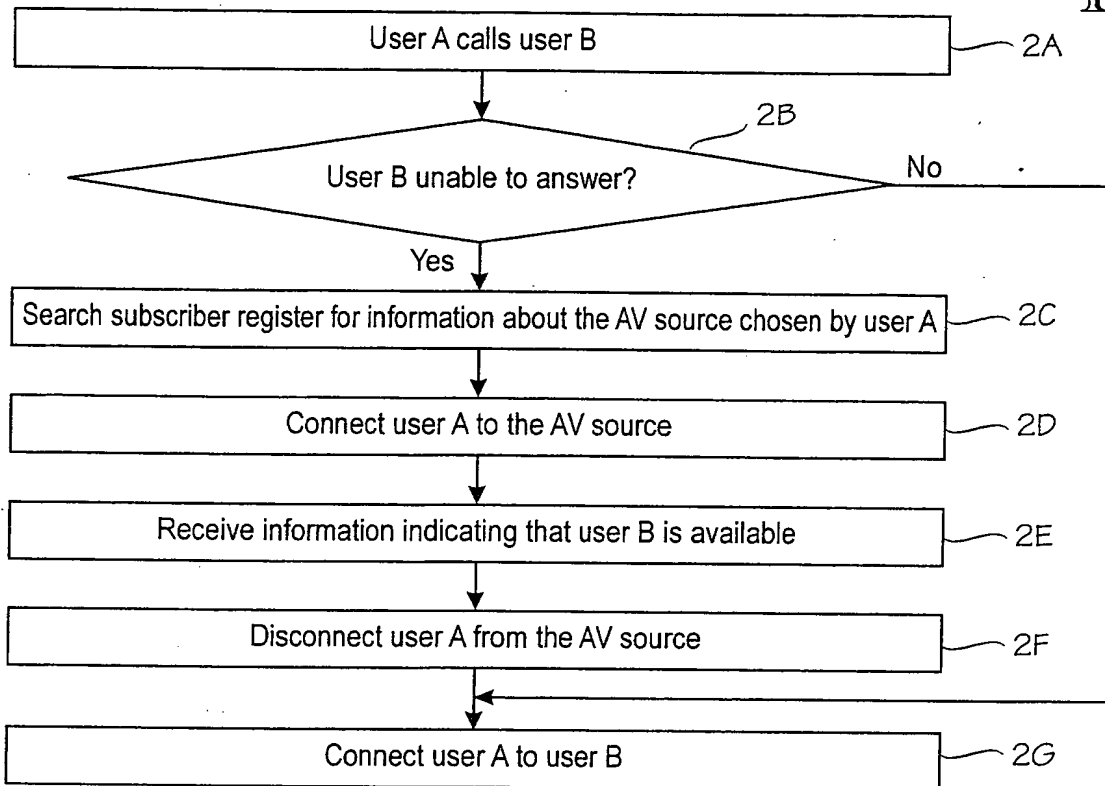 User A calls user B
2A
2B
User B unable to answer?
No
Yes
Search subscriber register for information about the AV source chosen by user A
2C
Connect user A to the AV source
2D
Receive information indicating that user B is available
2E
Disconnect user A from the AV source
2F
Connect user A to user B
2G